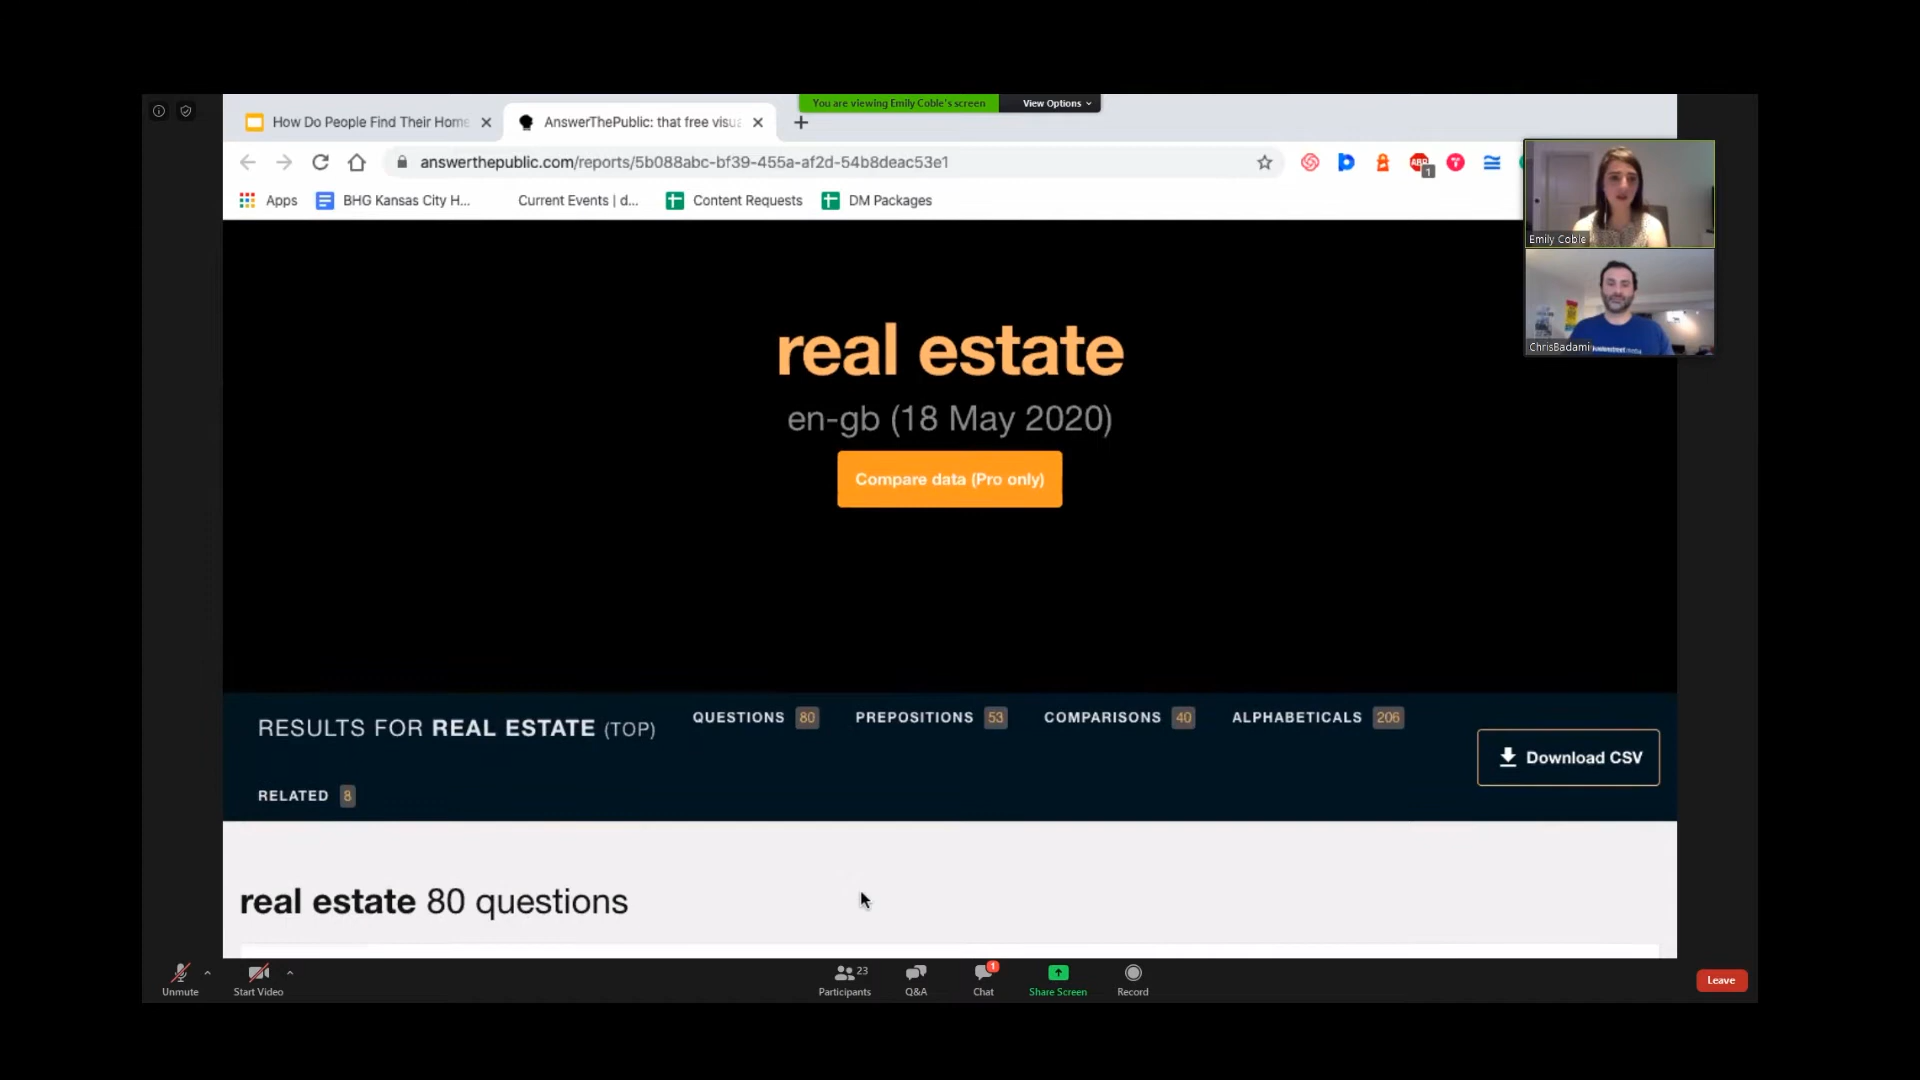 You are viewing Emily Coble's screen
View Options
How Do People Find Their Home
AnswerThePublic: that free visua
answerthepublic.com/reports/5b088abc-bf39-455a-af2d-54b8deac53e1
ABP
1
Apps
BHG Kansas City H...
Current Events | d...
Content Requests
DM Packages
Emily Coble
ChrisBadami
real estate
en-gb (18 May 2020)
Compare data (Pro only)
RESULTS FOR REAL ESTATE (TOP)
QUESTIONS 80
PREPOSITIONS 53
COMPARISONS 40
ALPHABETICALS 206
RELATED 8
Download CSV
real estate 80 questions
Unmute
Start Video
23
Participants
Q&A
1
Chat
Share Screen
Record
Leave